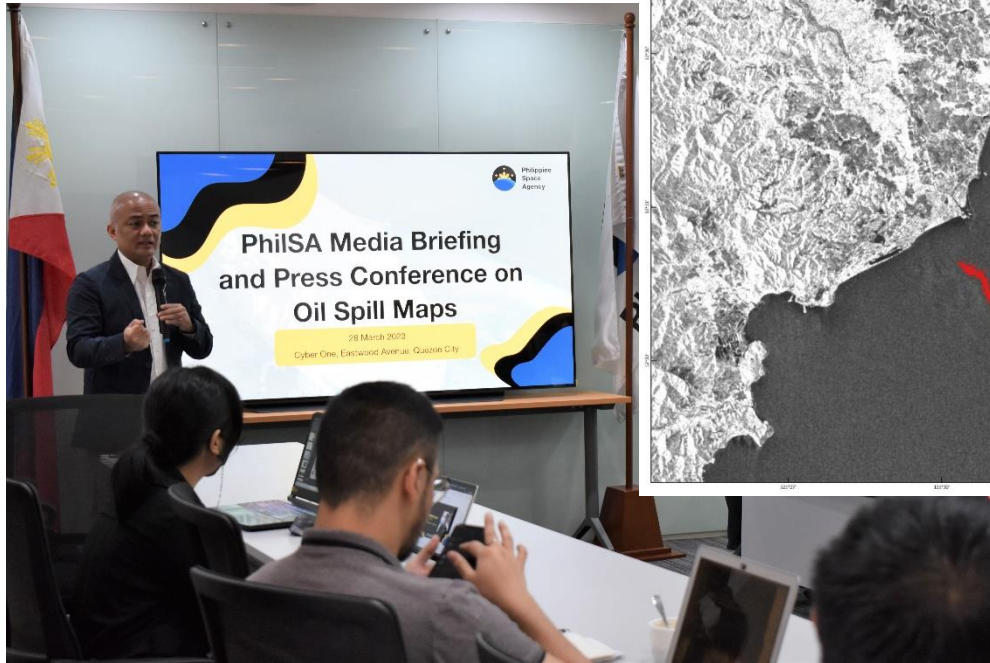 Philippine
Space
Agency
PhilSA Media Briefing
and Press Conference on
Oil Spill Maps
28 March 2023
Cyber One, Eastwood Avenue, Quezon City